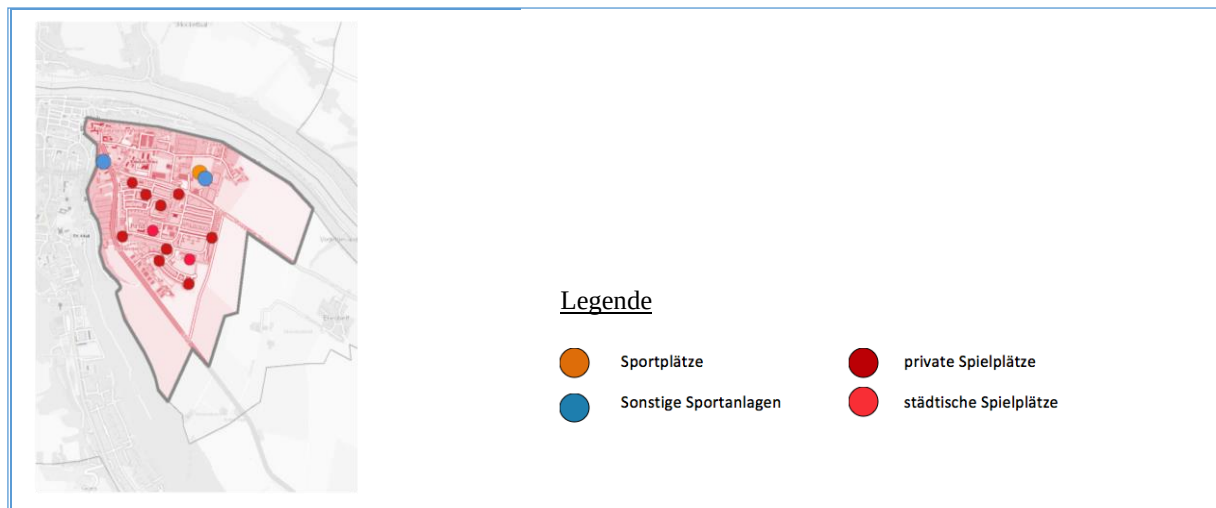 Legende
Sportplätze
private Spielplätze
Sonstige Sportanlagen
städtische Spielplätze